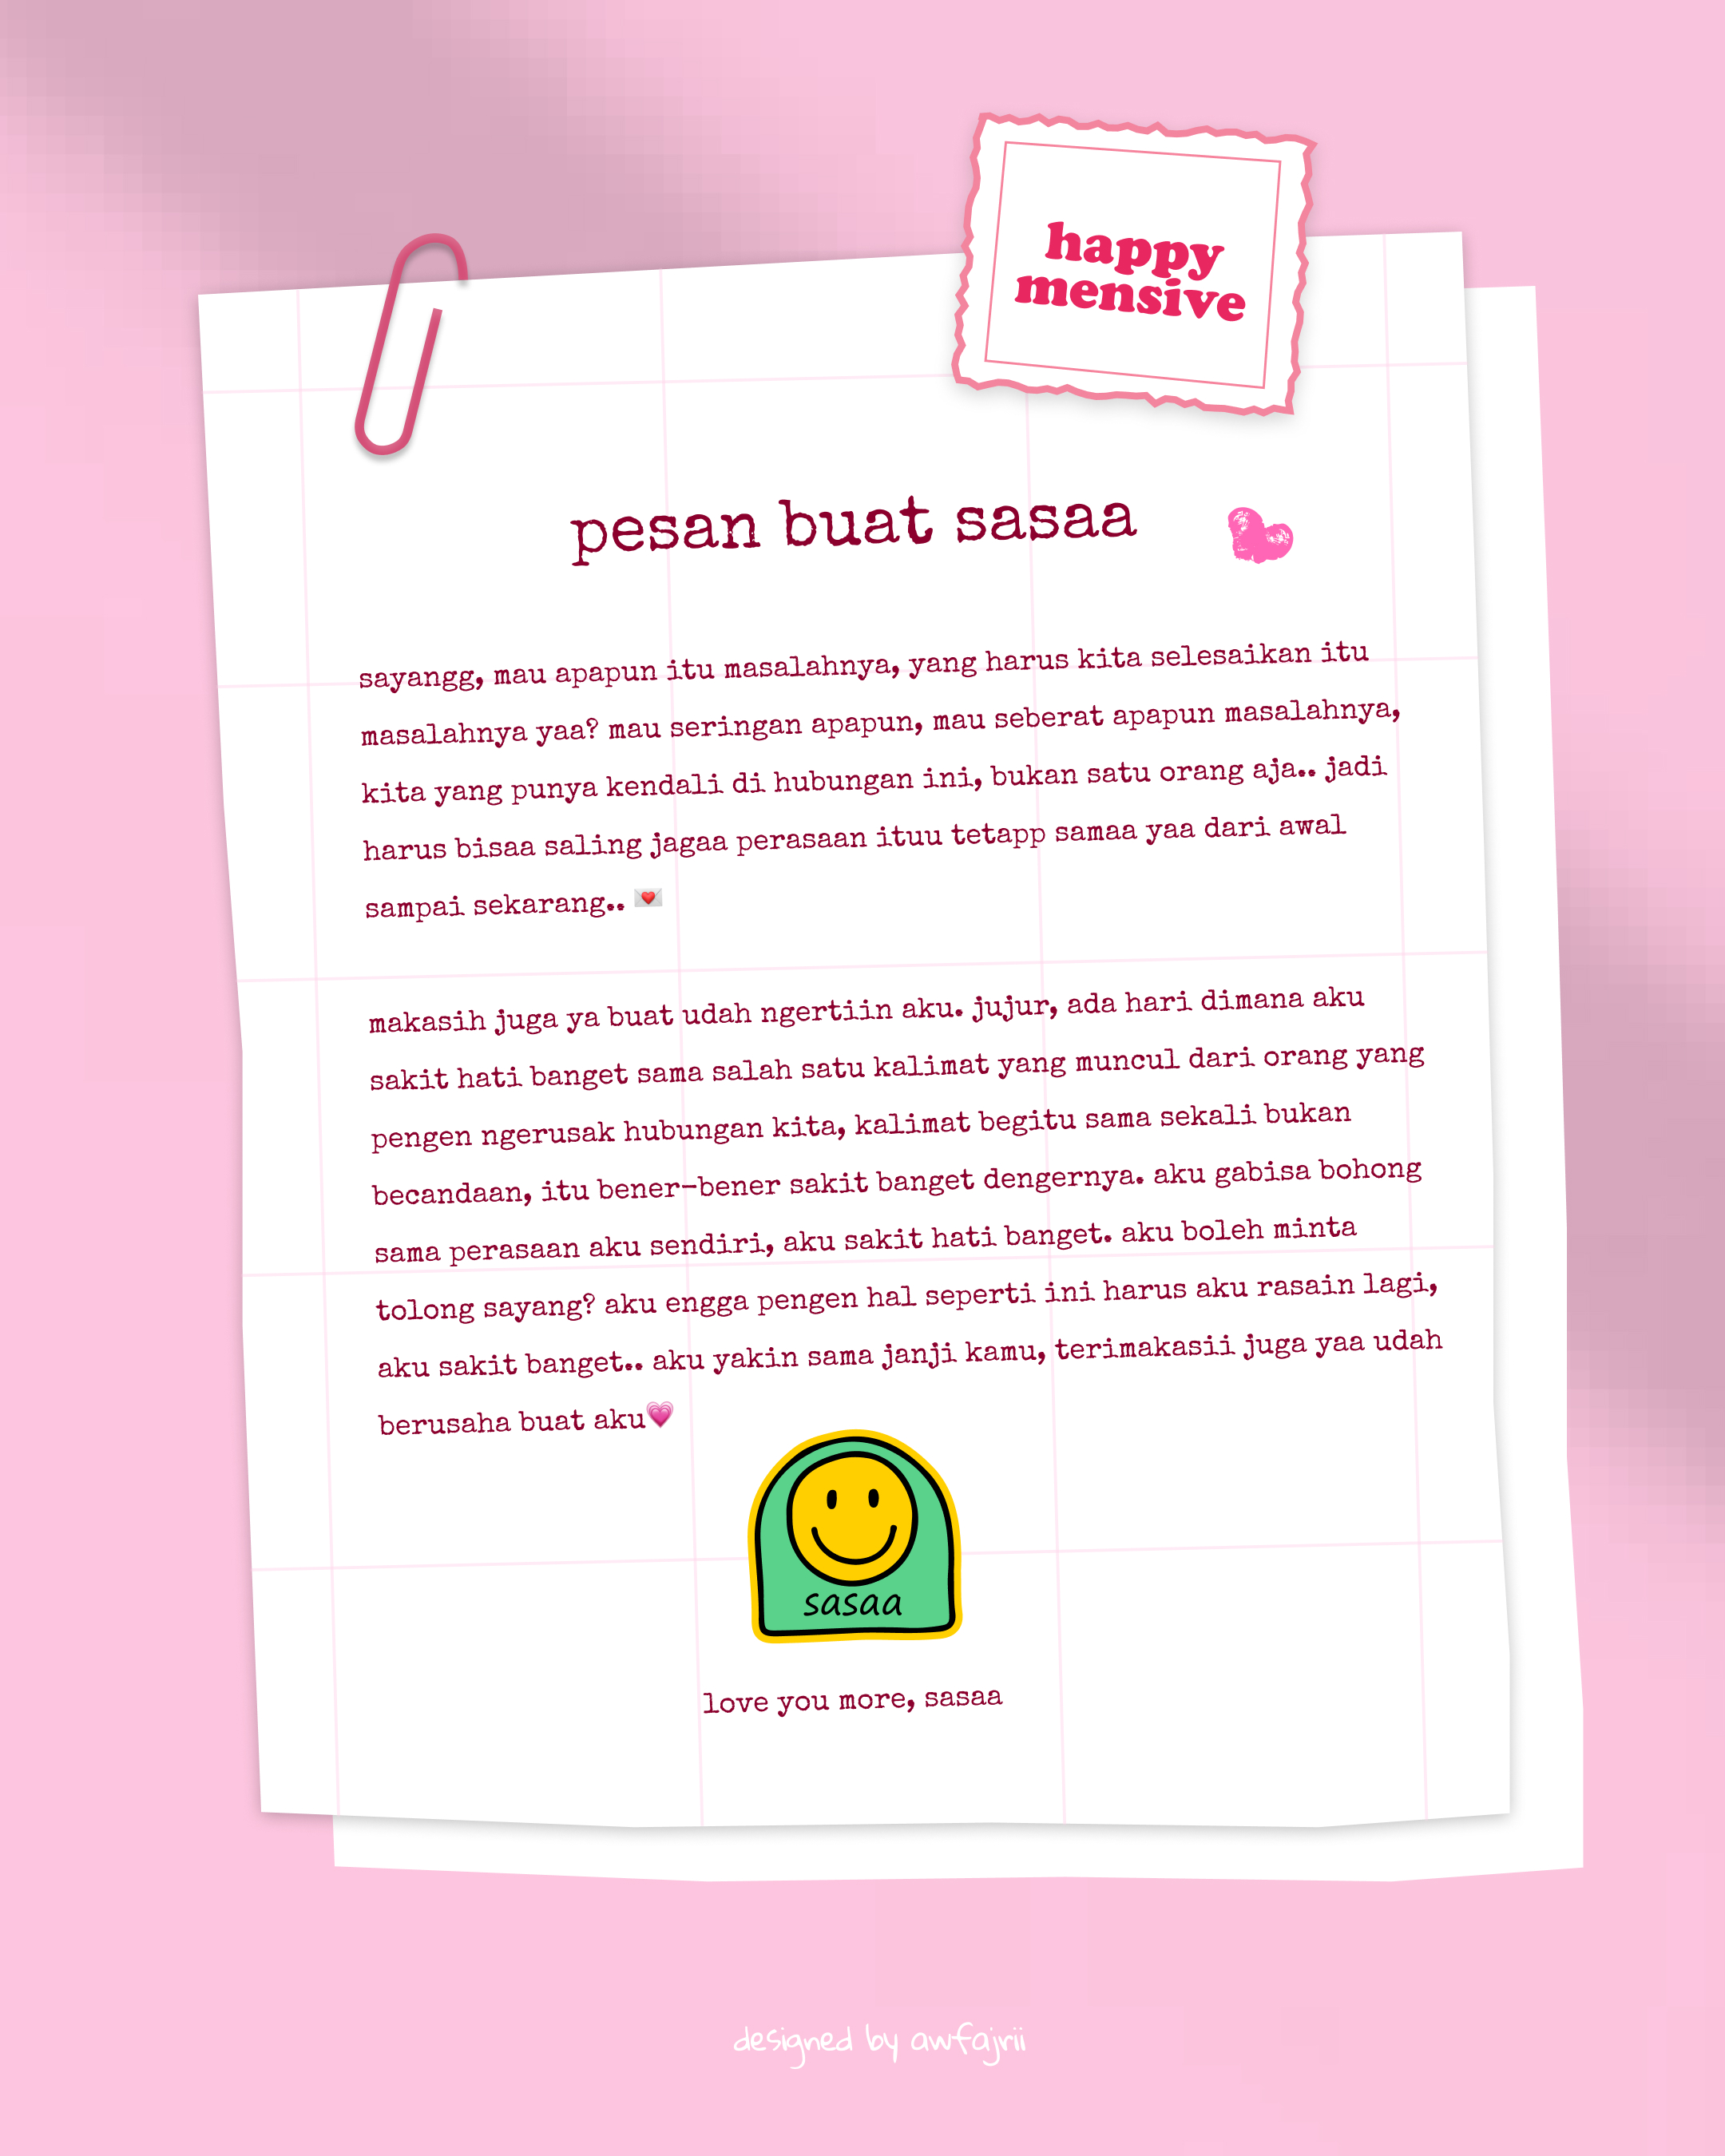 happy
mensive
pesan buat sasaa
sayangg, mau apapun itu masalahnya, yang harus kita selesaikan itu
masalahnya yaa? mau seringan apapun, mau seberat apapun masalahnya,
kita yang punya kendali di hubungan ini, bukan satu orang aja.. jadi
harus bisaa saling jagaa perasaan ituu tetapp samaa yaa dari awal
sampai sekarang.. 💌
makasih juga ya buat udah ngertiin aku. jujur, ada hari dimana aku
sakit hati banget sama salah satu kalimat yang muncul dari orang yang
pengen ngerusak hubungan kita, kalimat begitu sama sekali bukan
becandaan, itu bener-bener sakit banget dengernya. aku gabisa bohong
sama perasaan aku sendiri, aku sakit hati banget. aku boleh minta
tolong sayang? aku engga pengen hal seperti ini harus aku rasain lagi,
aku sakit banget.. aku yakin sama janji kamu, terimakasii juga yaa udah
berusaha buat aku💗
sasaa
love you more, sasaa
designed by awfajrii